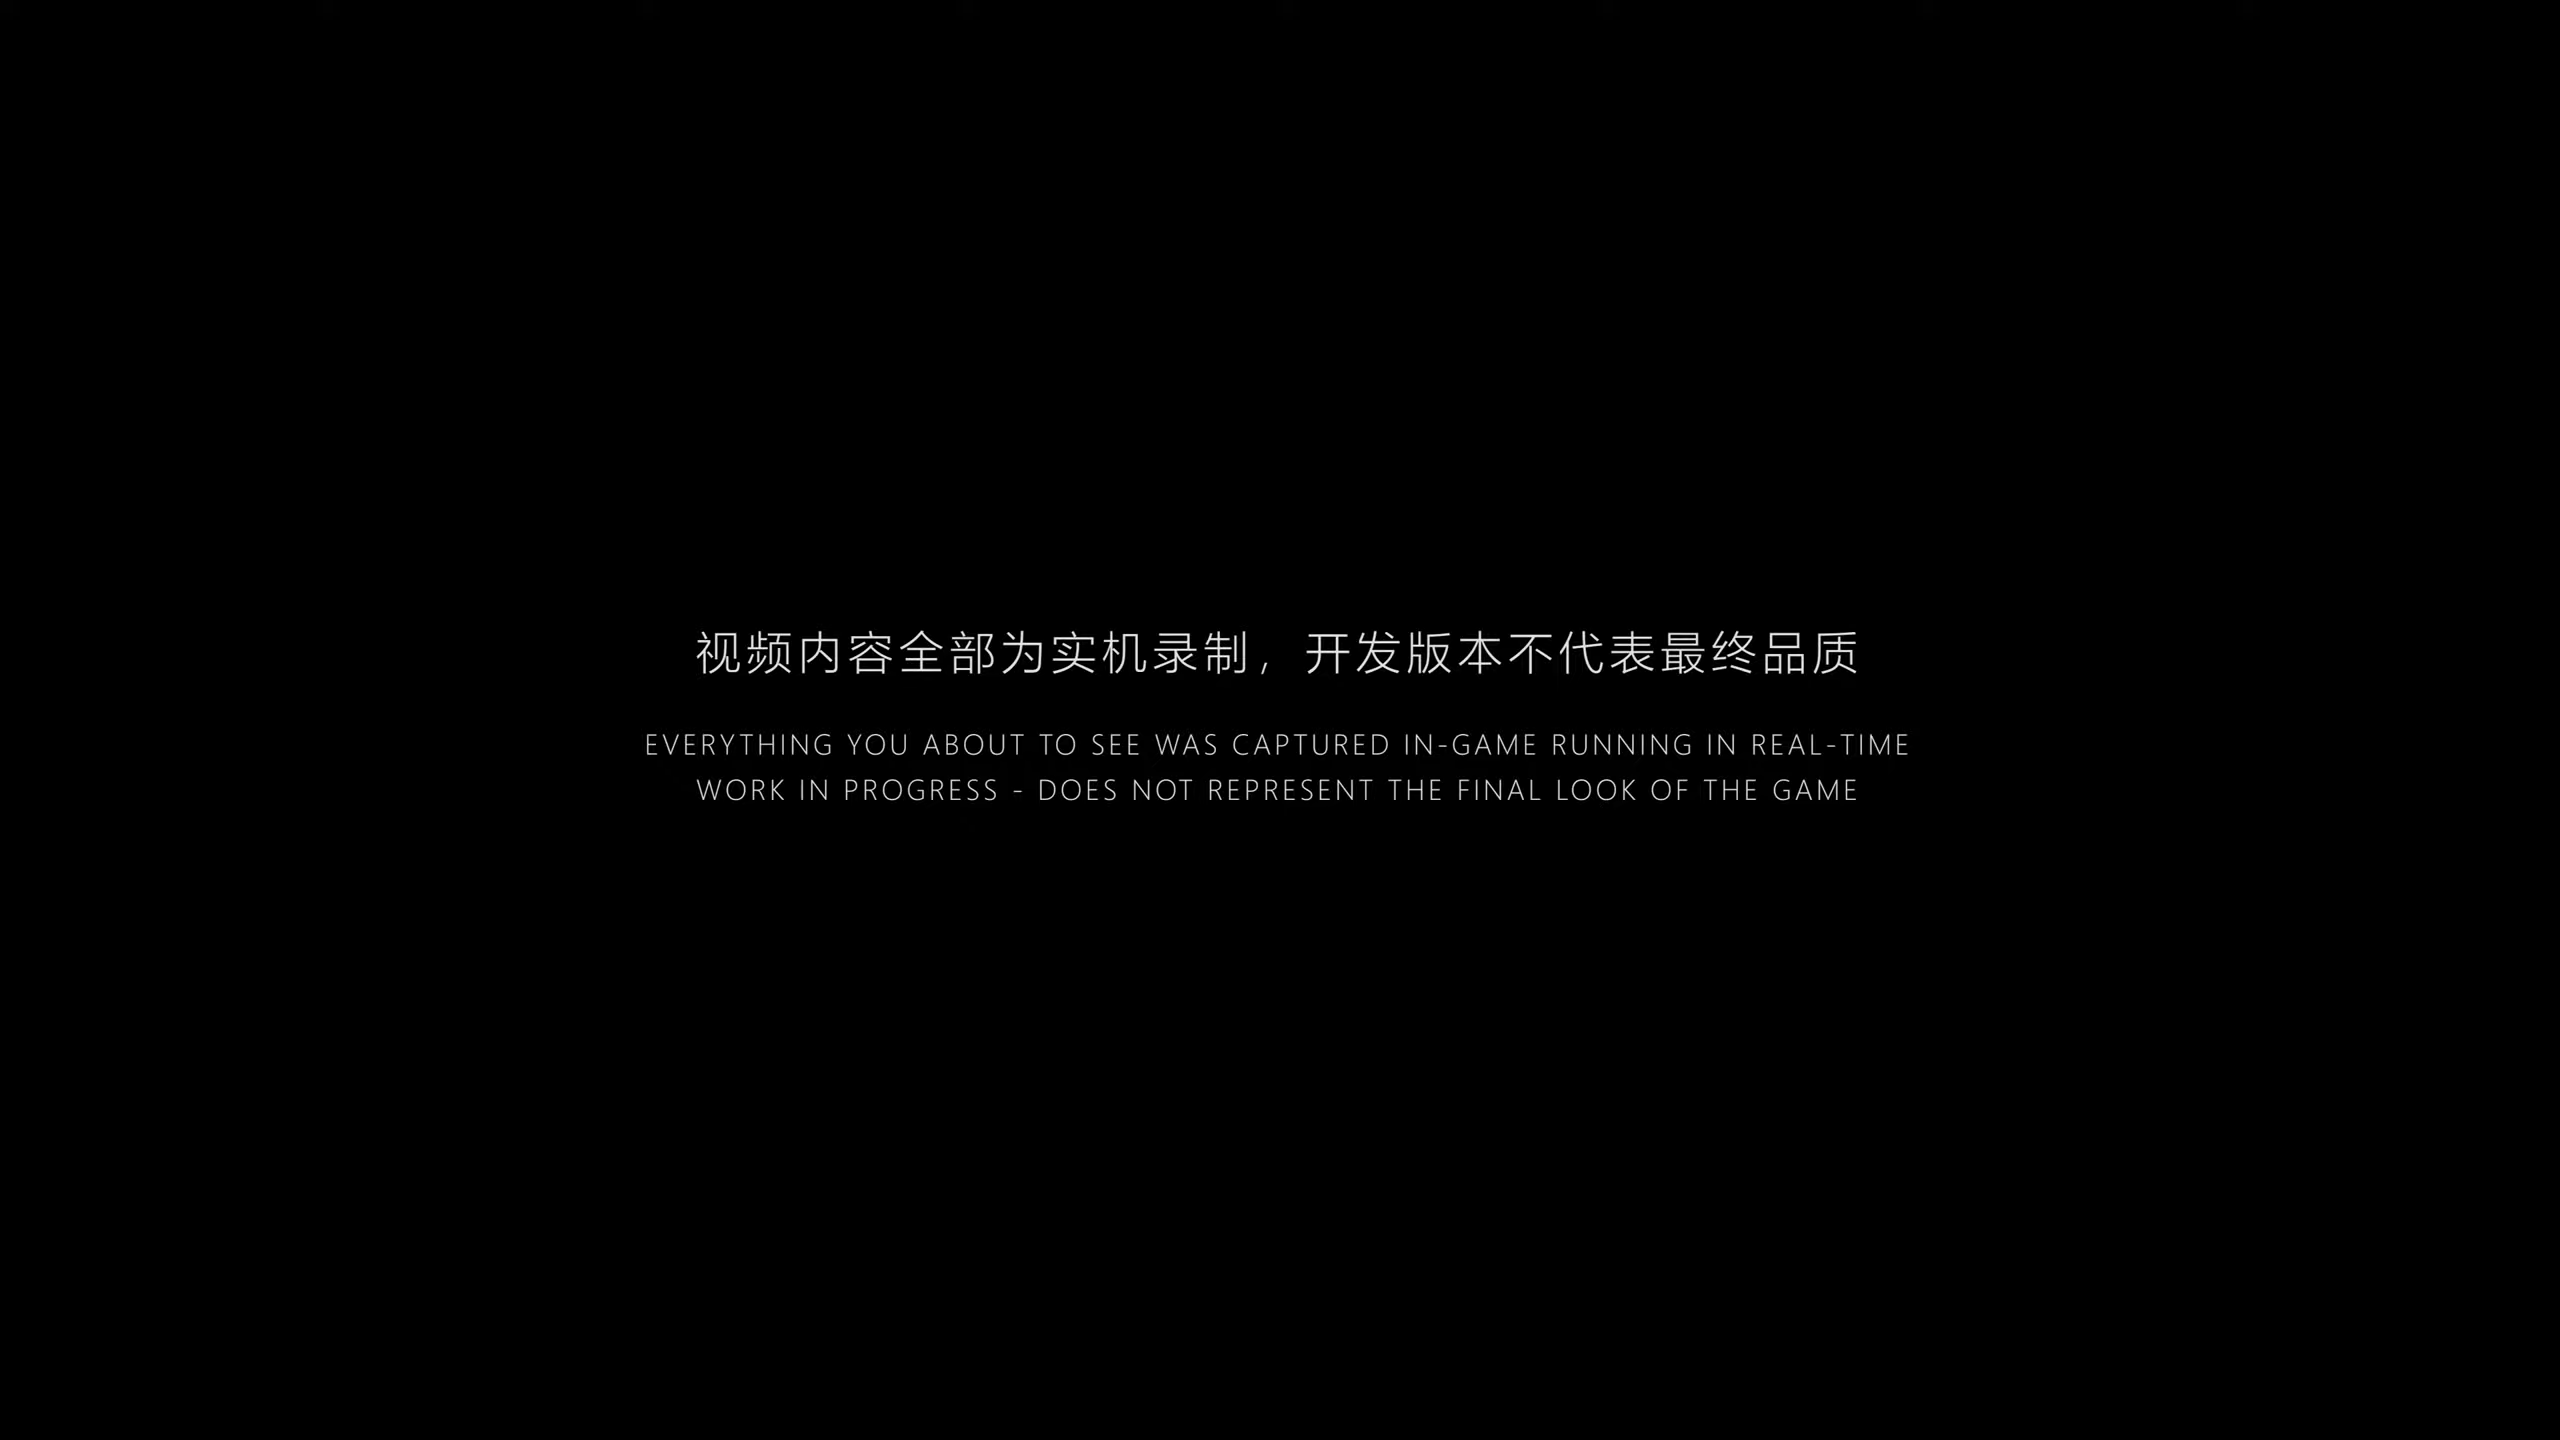 视频内容全部为实机录制，开发版本不代表最终品质
EVERYTHING YOU ABOUT TO SEE WAS CAPTURED IN-GAME RUNNING IN REAL-TIME
WORK IN PROGRESS - DOES NOT REPRESENT THE FINAL LOOK OF THE GAME